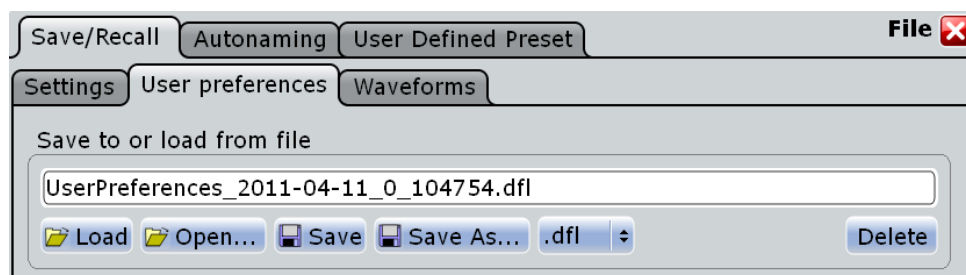 Save/Recall Autonaming User Defined Preset File
Settings User preferences Waveforms
Save to or load from file
UserPreferences_2011-04-11_0_104754.dfl
Load Open... Save Save As... .dfl Delete